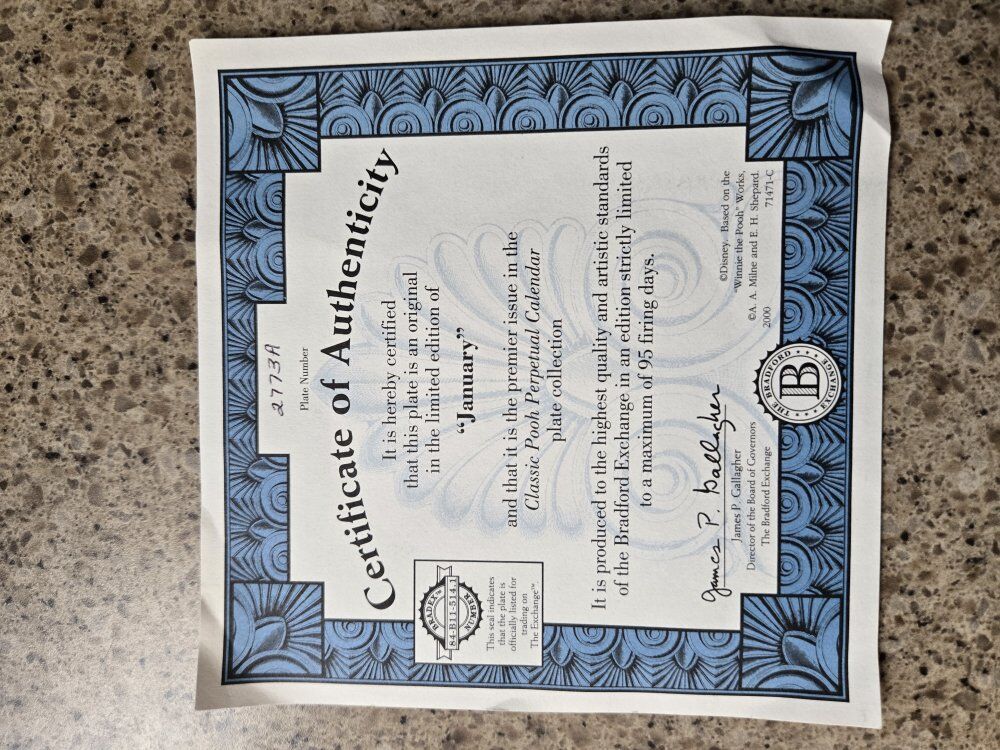 2773A
Plate Number
Certificate of Authenticity
It is hereby certified
that this plate is an original
in the limited edition of
“January”
and that it is the premier issue in the
Classic Pooh Perpetual Calendar
plate collection
BRADEX™
84-B11-514.1
NUMBER
This seal indicates
that the plate is
officially listed for
trading on
The Exchange™.
It is produced to the highest quality and artistic standards
of the Bradford Exchange in an edition strictly limited
to a maximum of 95 firing days.
James P. Gallagher
James P. Gallagher
Director of the Board of Governors
The Bradford Exchange
THE BRADFORD
B
EXCHANGE
©Disney. Based on the
"Winnie the Pooh" Works,
©A. A. Milne and E. H. Shepard.
2000 71471-C